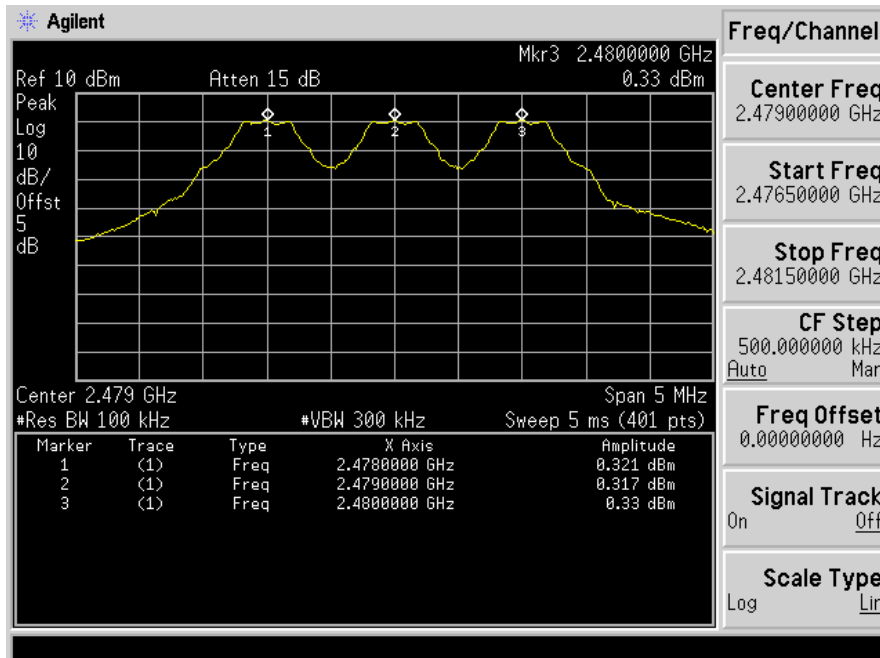 Agilent
Freq/Channel
Mkr3 2.4800000 GHz
Ref 10 dBm Atten 15 dB 0.33 dBm
Peak
Log
10
dB/
Offst
5
dB
1 2 3
Center 2.479 GHz Span 5 MHz
#Res BW 100 kHz #VBW 300 kHz Sweep 5 ms (401 pts)
Marker Trace Type X Axis Amplitude
1 (1) Freq 2.4780000 GHz 0.321 dBm
2 (1) Freq 2.4790000 GHz 0.317 dBm
3 (1) Freq 2.4800000 GHz 0.33 dBm
Center Freq
2.47900000 GHz
Start Freq
2.47650000 GHz
Stop Freq
2.48150000 GHz
CF Step
500.000000 kHz
Auto Man
Freq Offset
0.00000000 Hz
Signal Track
On Off
Scale Type
Log Lin